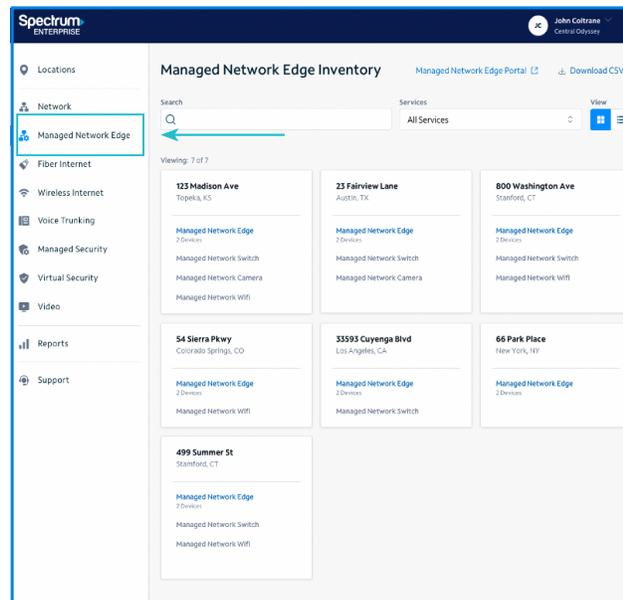 Spectrum
ENTERPRISE
JC
John Coltrane
Central Odyssey
Locations
Network
Managed Network Edge
Fiber Internet
Wireless Internet
Voice Trunking
Managed Security
Virtual Security
Video
Reports
Support
Managed Network Edge Inventory
Managed Network Edge Portal
Download CSV
Search
Services
All Services
View
Viewing: 7 of 7
123 Madison Ave
Topeka, KS
Managed Network Edge
2 Devices
Managed Network Switch
Managed Network Camera
Managed Network Wifi
23 Fairview Lane
Austin, TX
Managed Network Edge
2 Devices
Managed Network Switch
Managed Network Camera
800 Washington Ave
Stanford, CT
Managed Network Edge
2 Devices
Managed Network Switch
Managed Network Wifi
54 Sierra Pkwy
Colorado Springs, CO
Managed Network Edge
2 Devices
Managed Network Wifi
33593 Cuyenga Blvd
Los Angeles, CA
Managed Network Edge
2 Devices
Managed Network Switch
66 Park Place
New York, NY
Managed Network Edge
2 Devices
499 Summer St
Stamford, CT
Managed Network Edge
2 Devices
Managed Network Switch
Managed Network Wifi